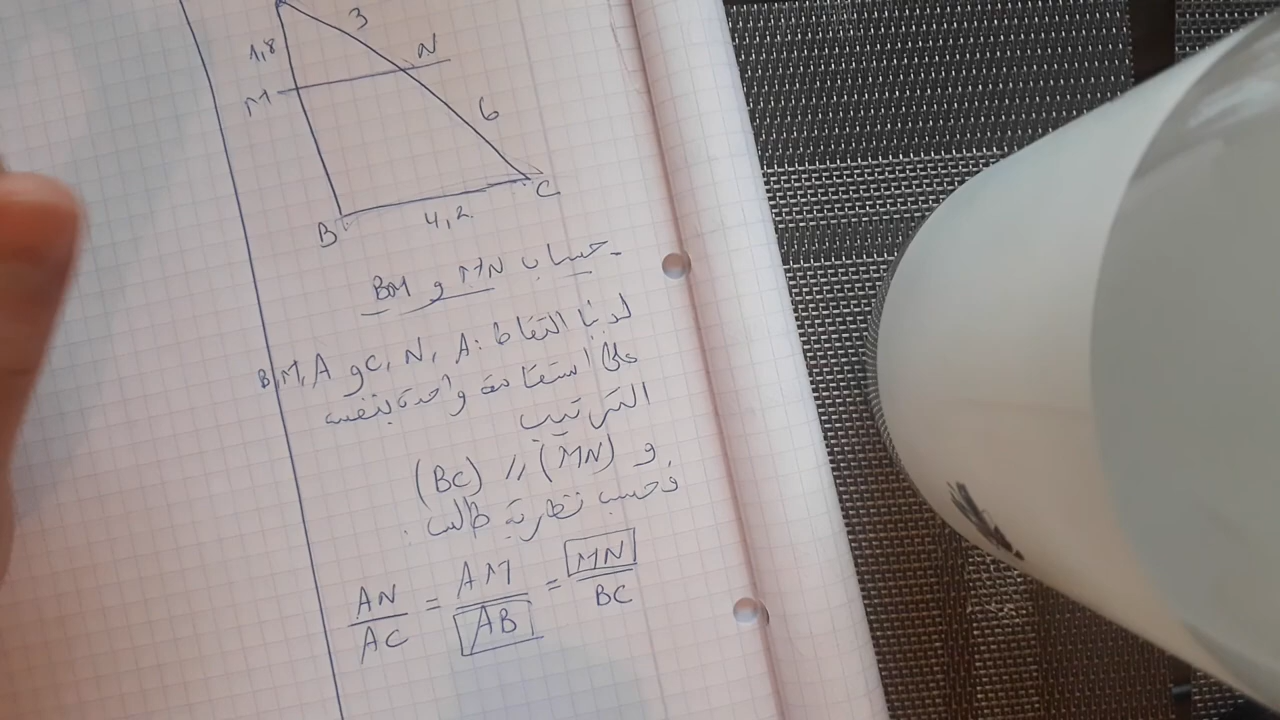 3
1,8
N
M
6
C
4,2
B
حساب MN و BM
لدينا النقاط: A, N, C و B, M, A
على استقامة واحدة بنفس
الترتيب
و (MN) // (BC)
فحسب نظرية طالس:
AN/AC = AM/AB = MN/BC